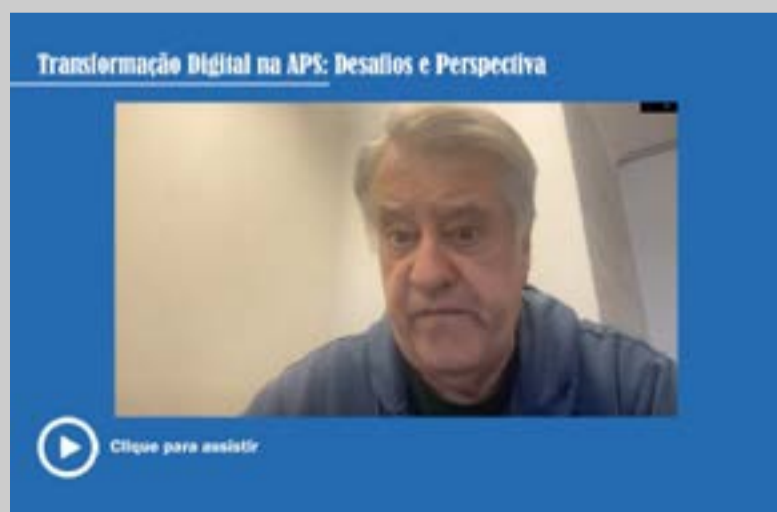 Transformação Digital na APS: Desafios e Perspectiva
Clique para assistir